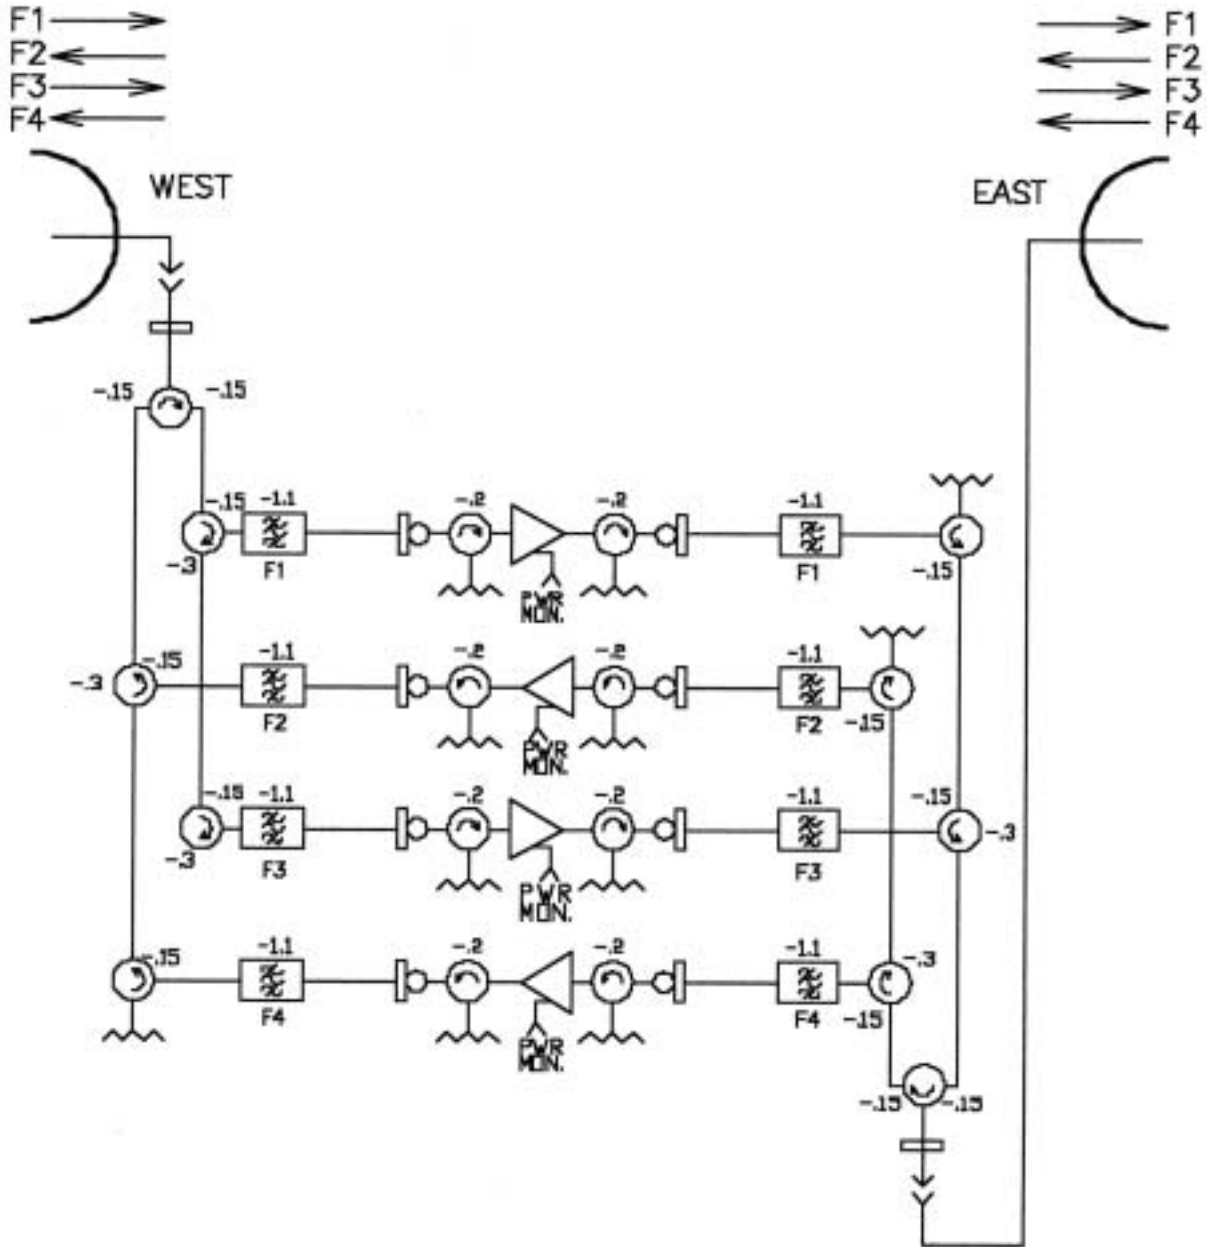 F1 F1
F2 F2
F3 F3
F4 F4
WEST EAST
-.15 -.15
-.15 -1.1 -.2 -.2 -1.1
-.3 F1 PWR MON. F1 -.15
-.15 -1.1 -.2 -.2 -1.1
-.3 F2 PWR MON. F2 -.15
-.15 -1.1 -.2 -.2 -1.1 -.15
-.3 F3 PWR MON. F3 -.3
-.15 -1.1 -.2 -.2 -1.1 -.3
F4 PWR MON. F4 -.15
-.15 -.15